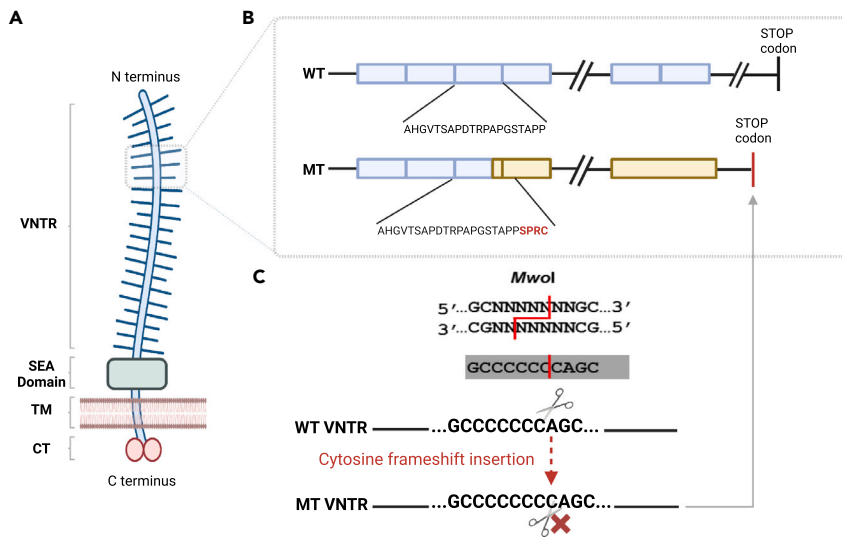 A
N terminus
VNTR
SEA
Domain
TM
CT
C terminus
B
STOP
codon
WT
AHGVTSAPDTRPAPGSTAPP
STOP
codon
MT
AHGVTSAPDTRPAPGSTAPPSPRC
C
MwoI
5′...GCNNNNNNNGC...3′
3′...CGNNNNNNNCG...5′
GCCCCCCCAGC
WT VNTR ...GCCCCCCCAGC...
Cytosine frameshift insertion
MT VNTR ...GCCCCCCCCAGC...